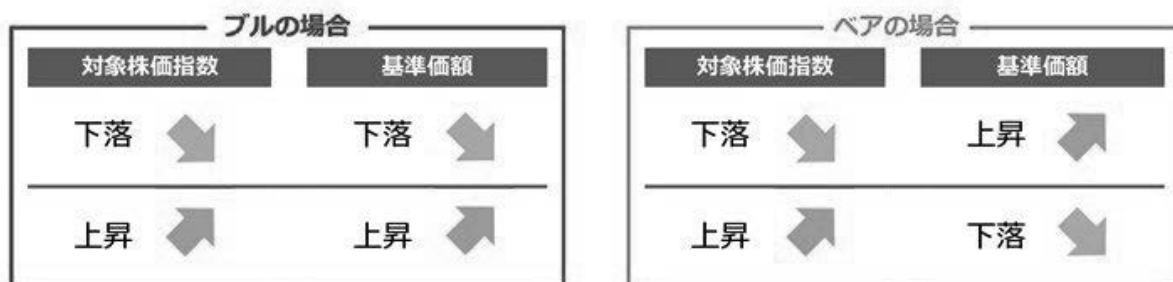 ブルの場合
対象株価指数 基準価額
下落 下落
上昇 上昇
ベアの場合
対象株価指数 基準価額
下落 上昇
上昇 下落